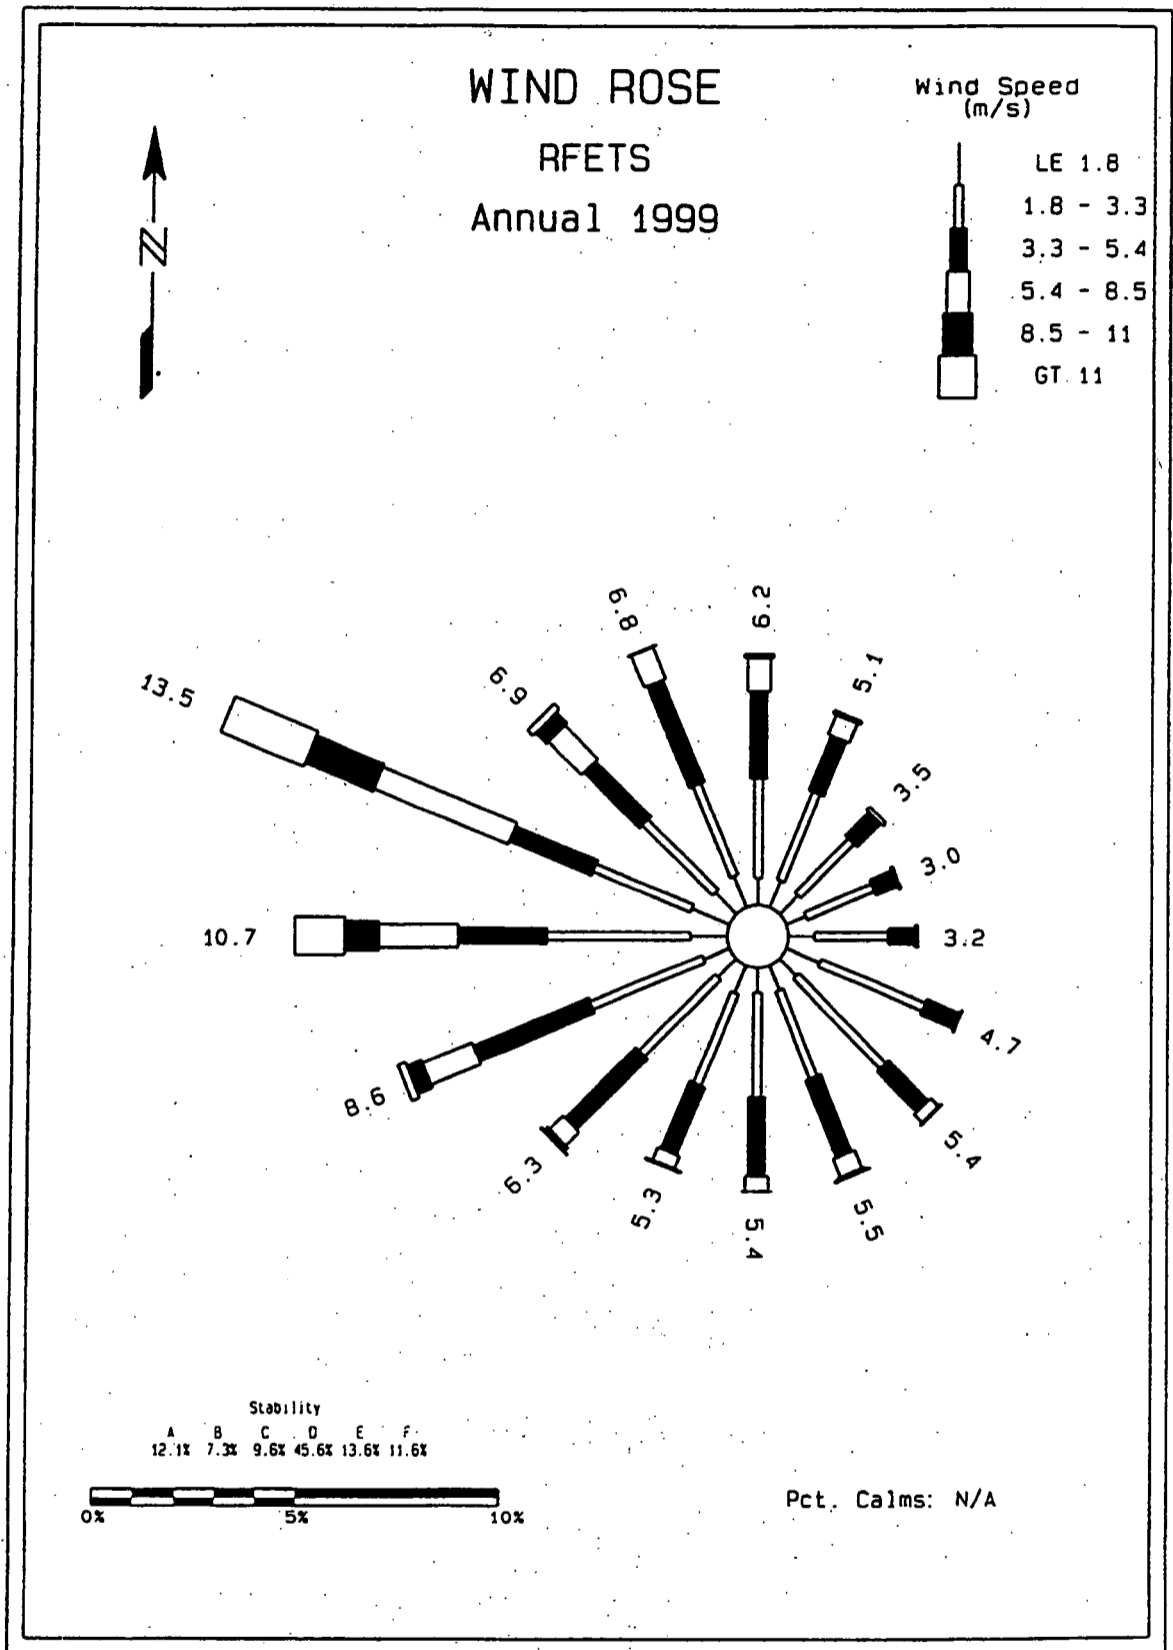 WIND ROSE
RFETS
Annual 1999
N
Wind Speed
(m/s)
LE 1.8
1.8 - 3.3
3.3 - 5.4
5.4 - 8.5
8.5 - 11
GT 11
6.2
6.8
5.1
6.9
13.5
3.5
3.0
10.7
3.2
4.7
8.6
5.4
6.3
5.3
5.4
5.5
Stability
A B C D E F
12.1% 7.3% 9.6% 45.6% 13.6% 11.6%
0% 5% 10%
Pct. Calms: N/A